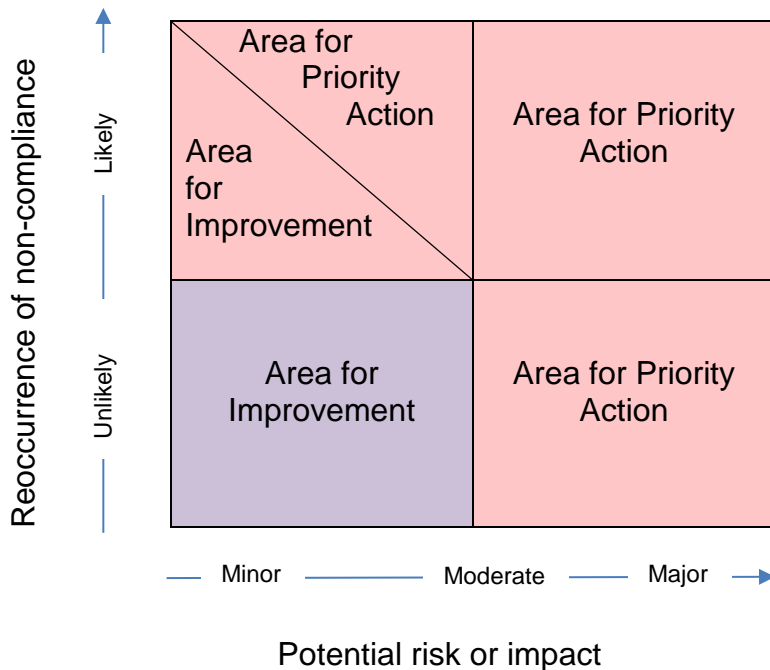 Reoccurrence of non-compliance
Likely
Unlikely
Area for
Priority
Action
Area
for
Improvement
Area for Priority
Action
Area for
Improvement
Area for Priority
Action
Minor
Moderate
Major
Potential risk or impact